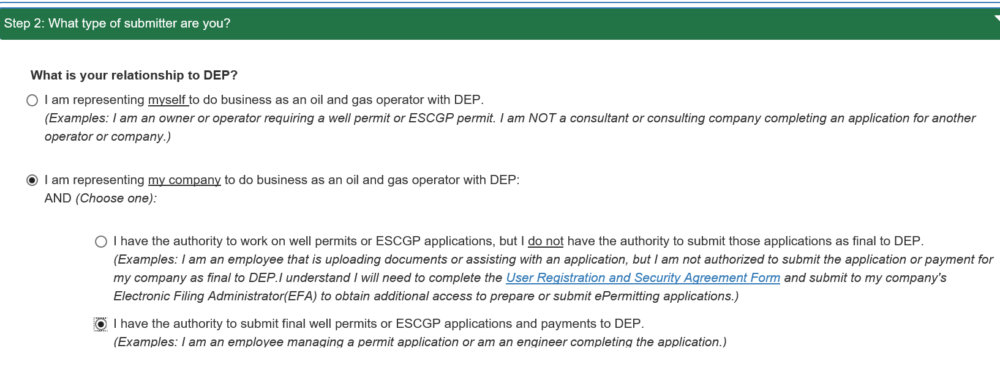 Step 2: What type of submitter are you?
What is your relationship to DEP?
I am representing myself to do business as an oil and gas operator with DEP.
(Examples: I am an owner or operator requiring a well permit or ESCGP permit. I am NOT a consultant or consulting company completing an application for another
operator or company.)
I am representing my company to do business as an oil and gas operator with DEP:
AND (Choose one):
I have the authority to work on well permits or ESCGP applications, but I do not have the authority to submit those applications as final to DEP.
(Examples: I am an employee that is uploading documents or assisting with an application, but I am not authorized to submit the application or payment for
my company as final to DEP.I understand I will need to complete the User Registration and Security Agreement Form and submit to my company's
Electronic Filing Administrator(EFA) to obtain additional access to prepare or submit ePermitting applications.)
I have the authority to submit final well permits or ESCGP applications and payments to DEP.
(Examples: I am an employee managing a permit application or am an engineer completing the application.)